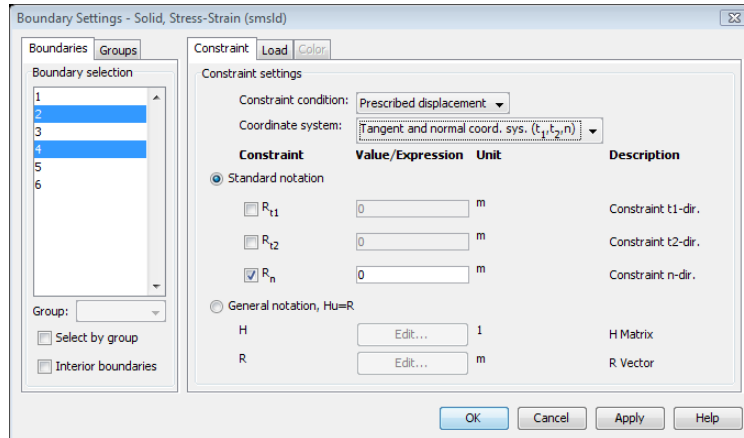 Boundary Settings - Solid, Stress-Strain (smsld)
Boundaries Groups
Boundary selection
1
2
3
4
5
6
Group:
Select by group
Interior boundaries
Constraint Load Color
Constraint settings
Constraint condition: Prescribed displacement
Coordinate system: Tangent and normal coord. sys. (t₁,t₂,n)
Constraint Value/Expression Unit Description
Standard notation
Rt1 0 m Constraint t1-dir.
Rt2 0 m Constraint t2-dir.
Rn 0 m Constraint n-dir.
General notation, Hu=R
H Edit... 1 H Matrix
R Edit... m R Vector
OK Cancel Apply Help